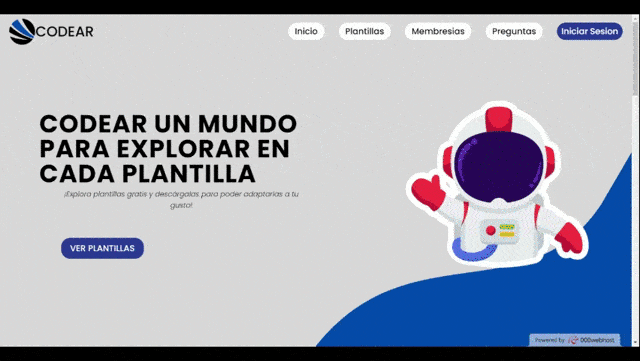 CODEAR
Inicio
Plantillas
Membresias
Preguntas
Iniciar Sesion
CODEAR UN MUNDO
PARA EXPLORAR EN
CADA PLANTILLA
¡Explora plantillas gratis y descárgalas para poder adaptarlas a tu
gusto!
VER PLANTILLAS
Powered by 000webhost